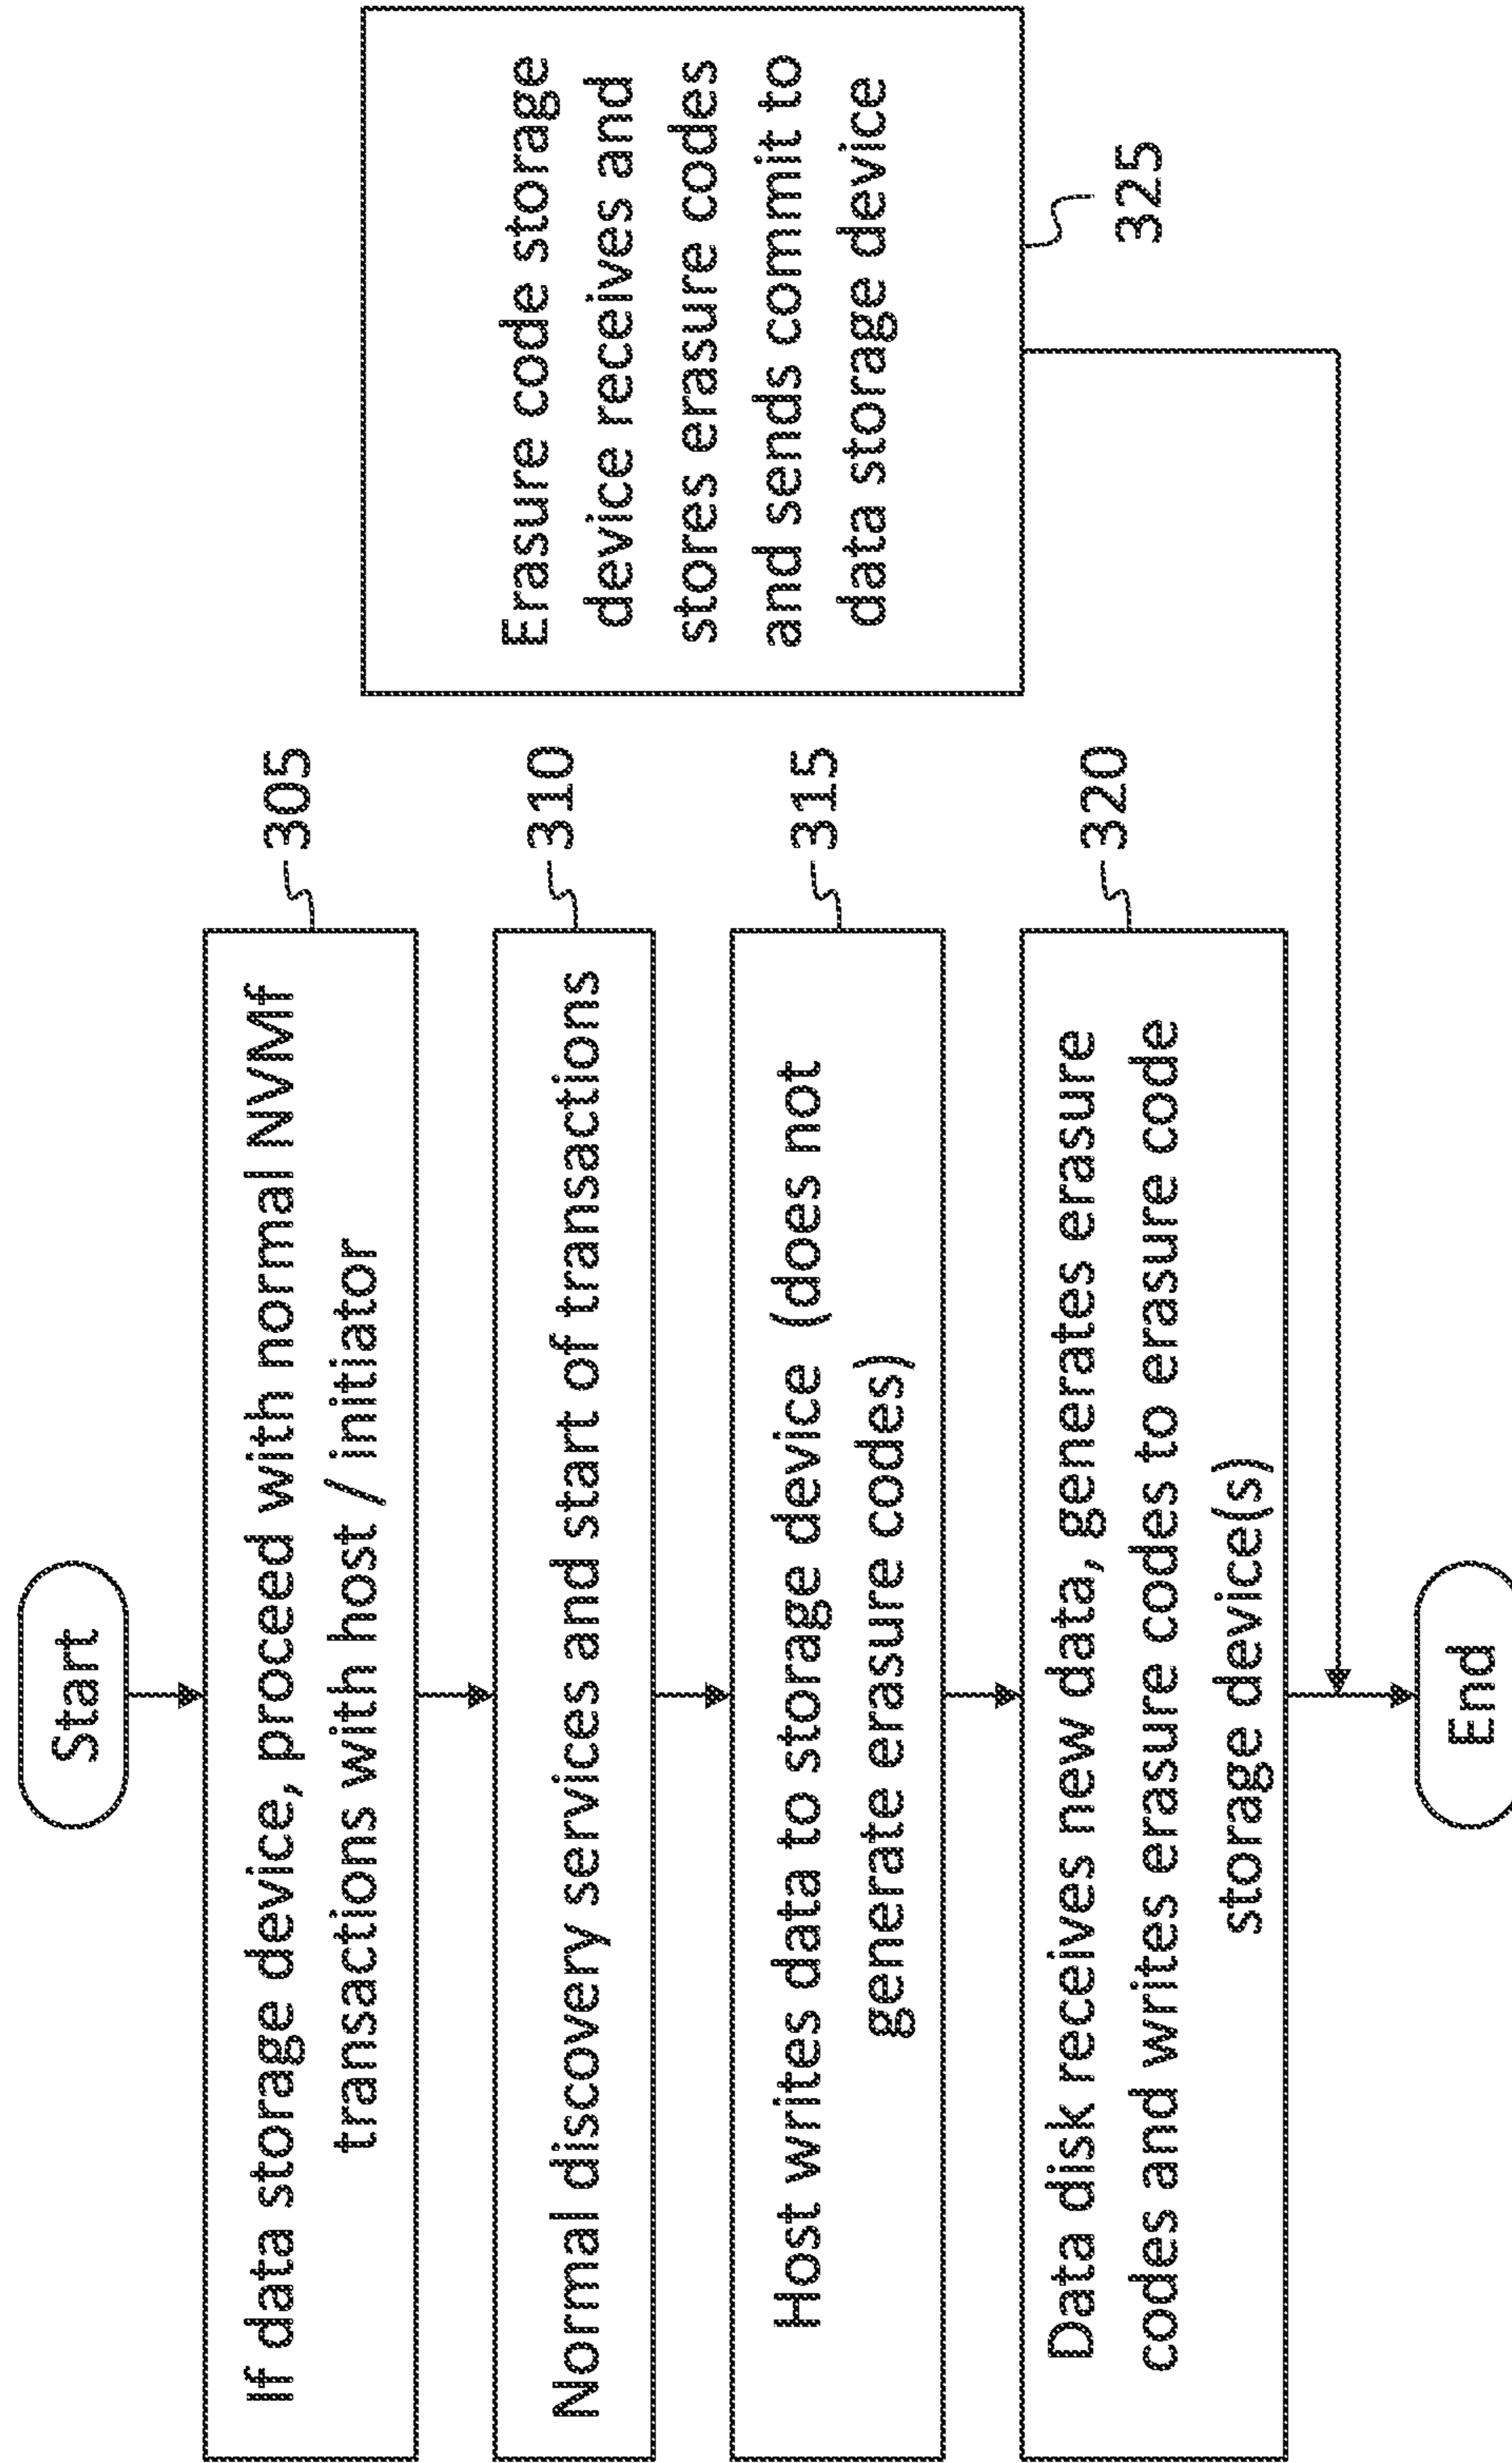 Start
If data storage device, proceed with normal NVMf
transactions with host / initiator
305
Normal discovery services and start of transactions
310
Host writes data to storage device (does not
generate erasure codes)
315
Data disk receives new data, generates erasure
codes and writes erasure codes to erasure code
storage device(s)
320
Erasure code storage
device receives and
stores erasure codes
and sends commit to
data storage device
325
End